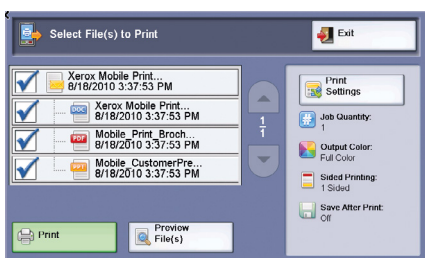 Select File(s) to Print
Exit
Xerox Mobile Print...
8/18/2010 3:37:53 PM
DOC
Xerox Mobile Print...
8/18/2010 3:37:53 PM
PDF
Mobile_Print_Broch...
8/18/2010 3:37:53 PM
PPT
Mobile_CustomerPre...
8/18/2010 3:37:53 PM
1
1
Print
Settings
Job Quantity:
1
Output Color:
Full Color
Sided Printing:
1 Sided
Save After Print:
Off
Print
Preview
File(s)